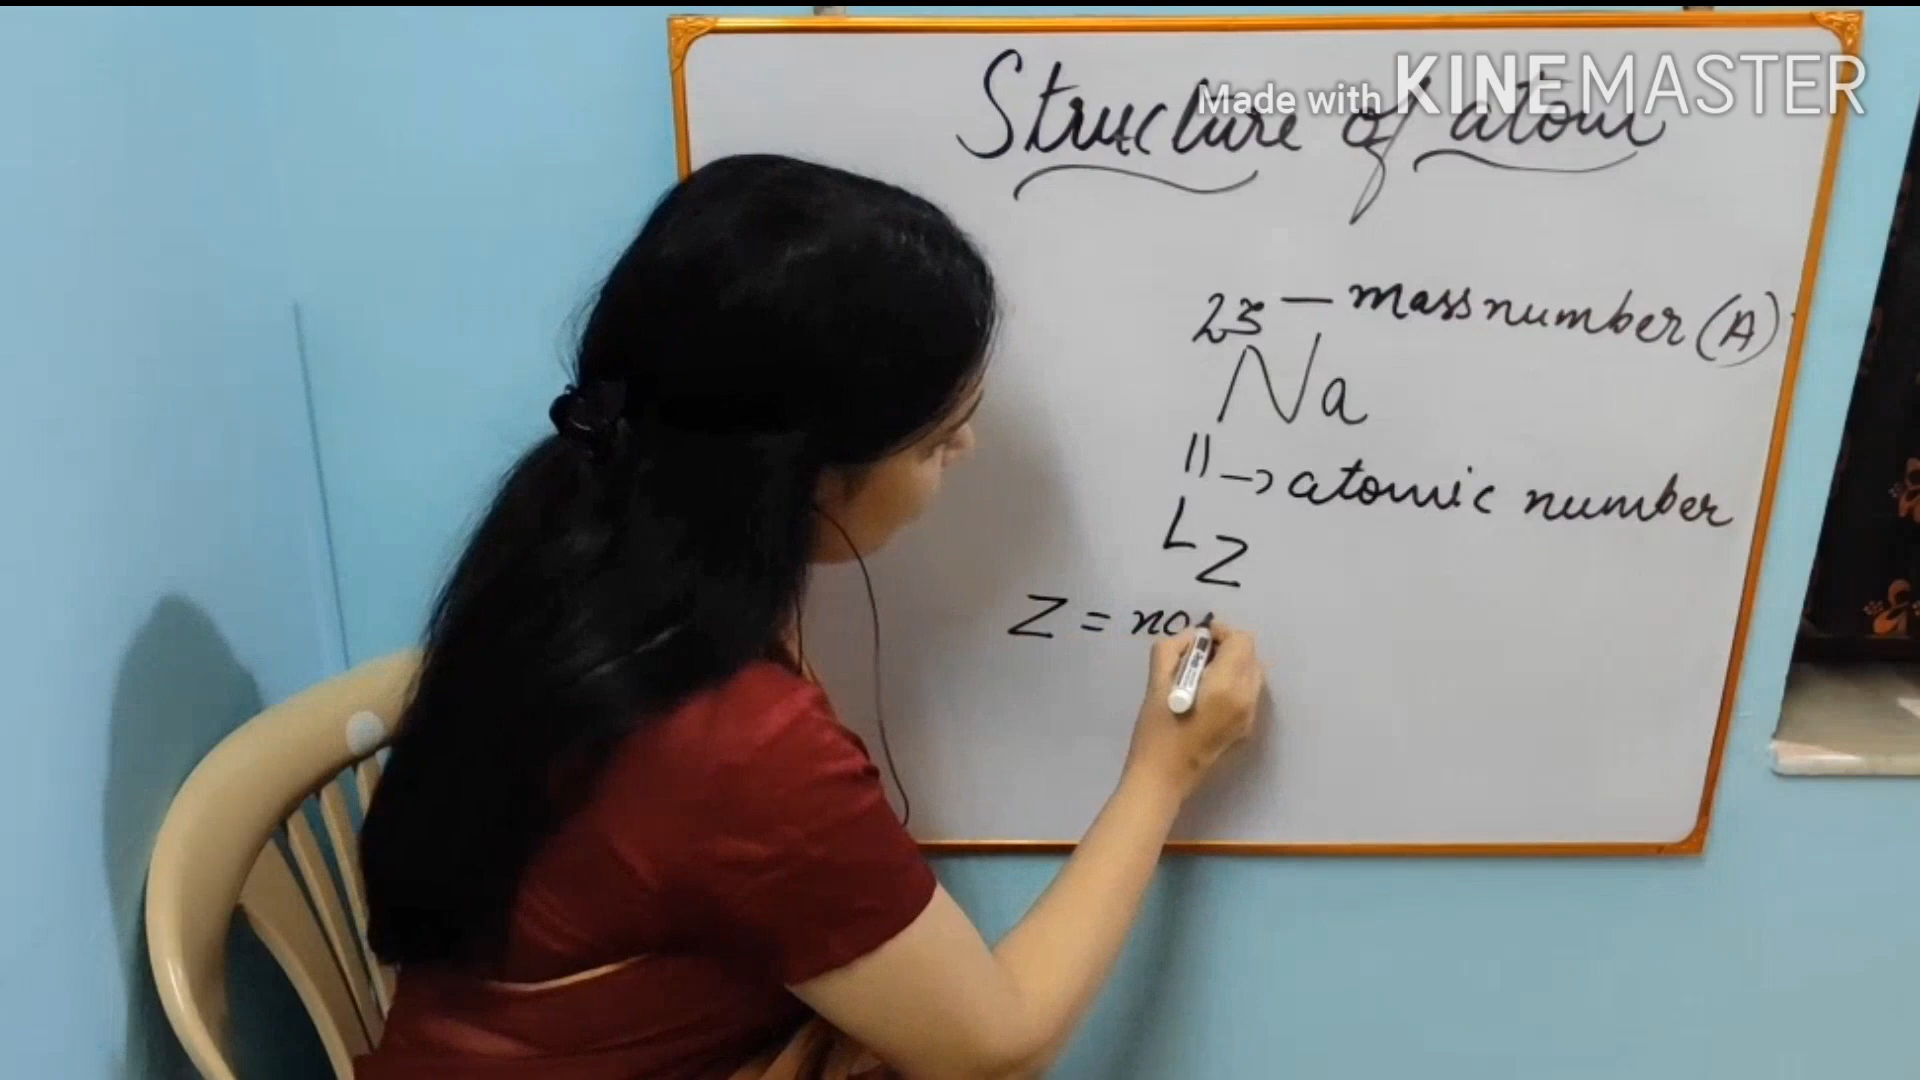 Made with KINEMASTER
Structure of atom
23 — mass number (A)
Na
11 → atomic number
Z
Z = no